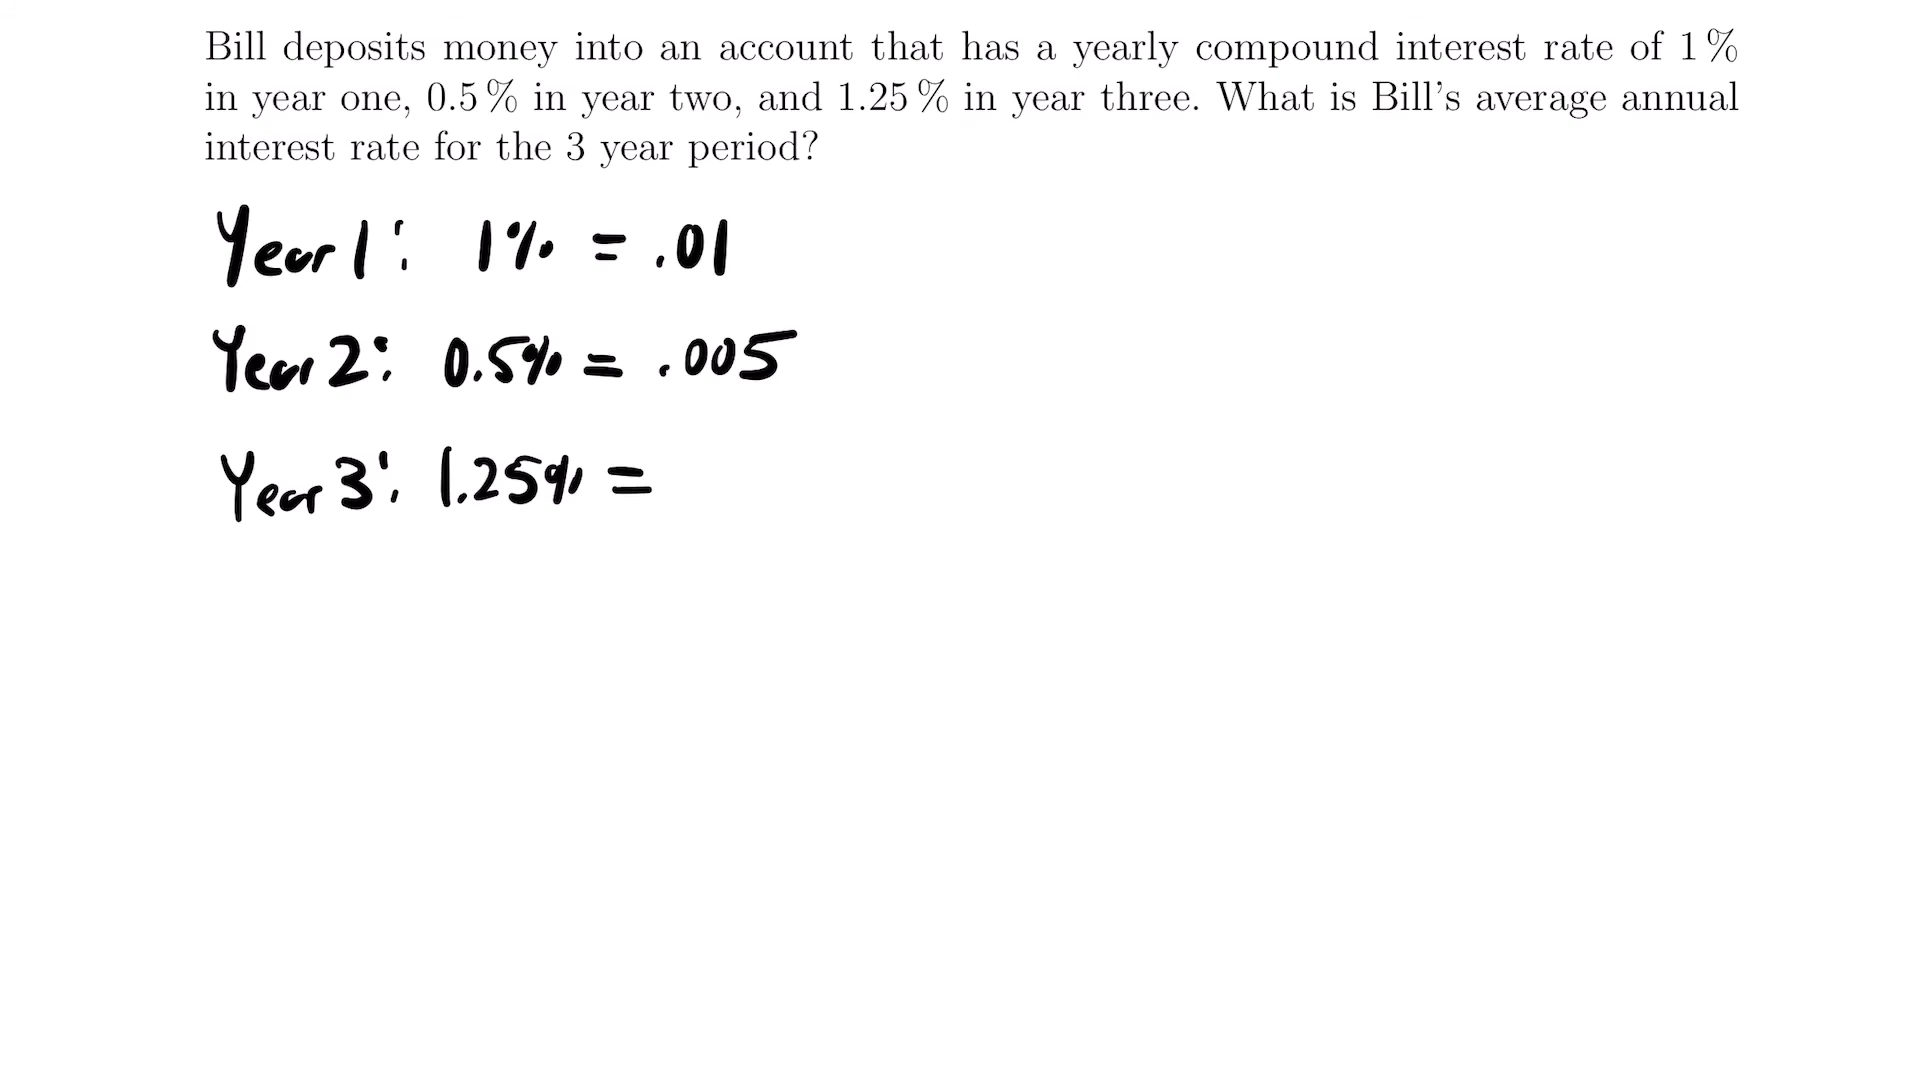 Bill deposits money into an account that has a yearly compound interest rate of 1 %
in year one, 0.5 % in year two, and 1.25 % in year three. What is Bill's average annual
interest rate for the 3 year period?
Year 1: 1% = .01
Year 2: 0.5% = .005
Year 3: 1.25% =